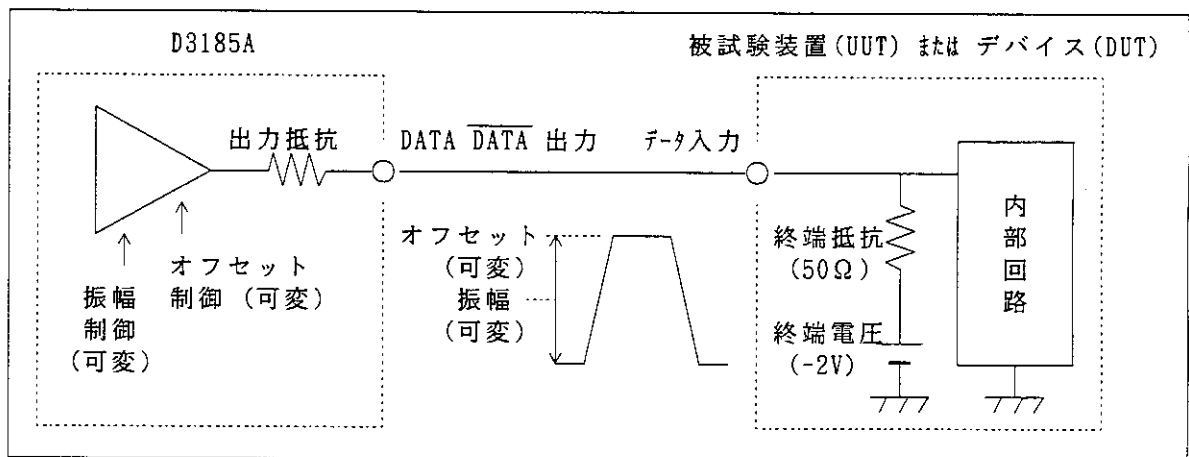 D3185A
被試験装置(UUT) または デバイス(DUT)
出力抵抗
DATA DATA 出力
データ入力
オフセット
制御 (可変)
振幅
制御
(可変)
オフセット
(可変)
振幅
(可変)
終端抵抗
(50Ω)
終端電圧
(-2V)
内部回路